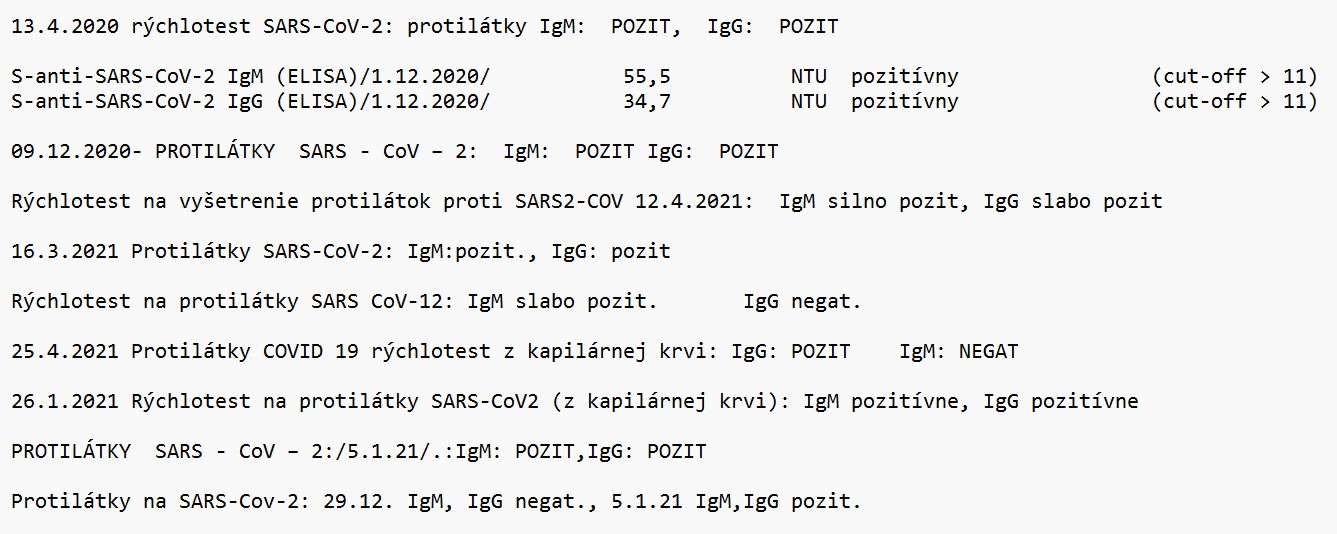 13.4.2020 rýchlotest SARS-CoV-2: protilátky IgM:  POZIT,  IgG:  POZIT
S-anti-SARS-CoV-2 IgM (ELISA)/1.12.2020/           55,5          NTU  pozitívny                (cut-off > 11)
S-anti-SARS-CoV-2 IgG (ELISA)/1.12.2020/           34,7          NTU  pozitívny                (cut-off > 11)
09.12.2020- PROTILÁTKY  SARS - CoV – 2:  IgM:  POZIT IgG:  POZIT
Rýchlotest na vyšetrenie protilátok proti SARS2-COV 12.4.2021:  IgM silno pozit, IgG slabo pozit
16.3.2021 Protilátky SARS-CoV-2: IgM:pozit., IgG: pozit
Rýchlotest na protilátky SARS CoV-12: IgM slabo pozit.       IgG negat.
25.4.2021 Protilátky COVID 19 rýchlotest z kapilárnej krvi: IgG: POZIT    IgM: NEGAT
26.1.2021 Rýchlotest na protilátky SARS-CoV2 (z kapilárnej krvi): IgM pozitívne, IgG pozitívne
PROTILÁTKY  SARS - CoV – 2:/5.1.21/.:IgM: POZIT,IgG: POZIT
Protilátky na SARS-Cov-2: 29.12. IgM, IgG negat., 5.1.21 IgM,IgG pozit.